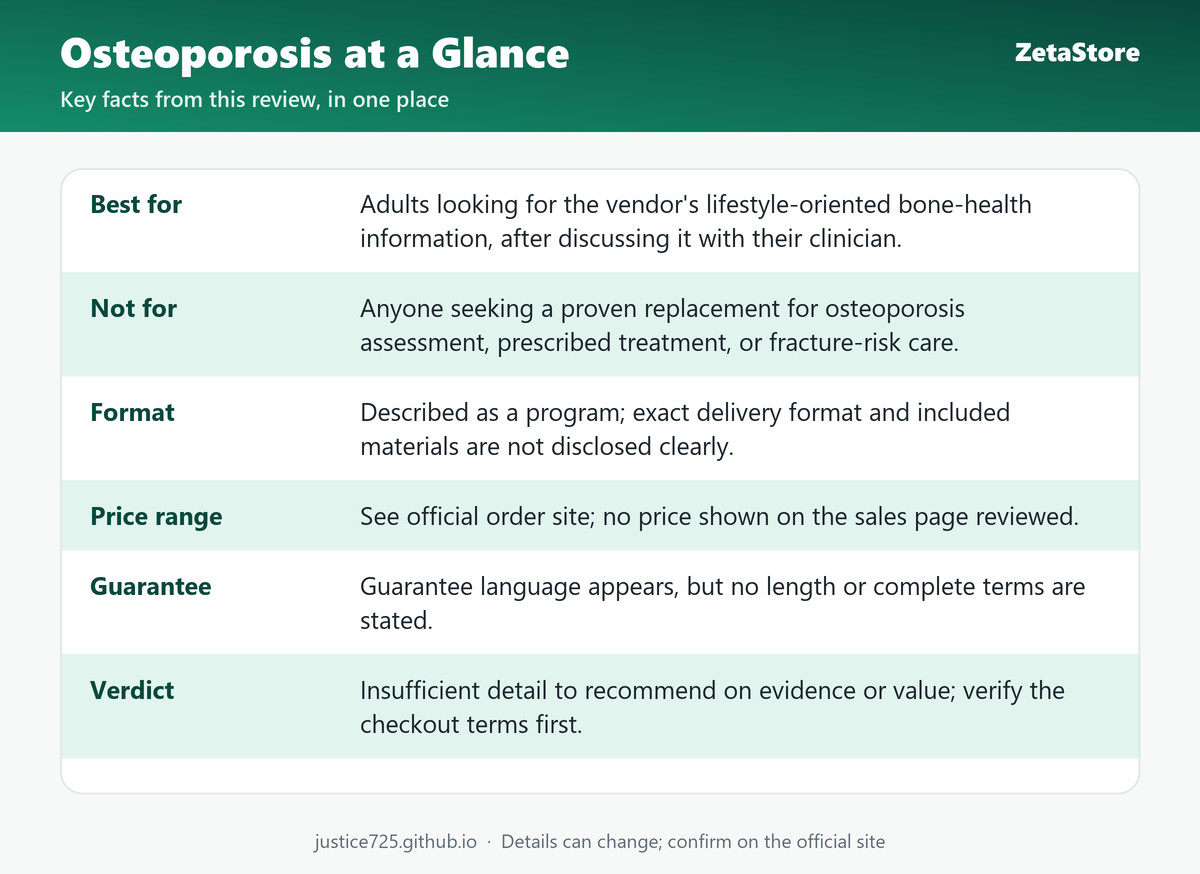 Osteoporosis at a Glance
ZetaStore
Key facts from this review, in one place
Best for
Adults looking for the vendor's lifestyle-oriented bone-health
information, after discussing it with their clinician.
Not for
Anyone seeking a proven replacement for osteoporosis
assessment, prescribed treatment, or fracture-risk care.
Format
Described as a program; exact delivery format and included
materials are not disclosed clearly.
Price range
See official order site; no price shown on the sales page reviewed.
Guarantee
Guarantee language appears, but no length or complete terms are
stated.
Verdict
Insufficient detail to recommend on evidence or value; verify the
checkout terms first.
justice725.github.io · Details can change; confirm on the official site